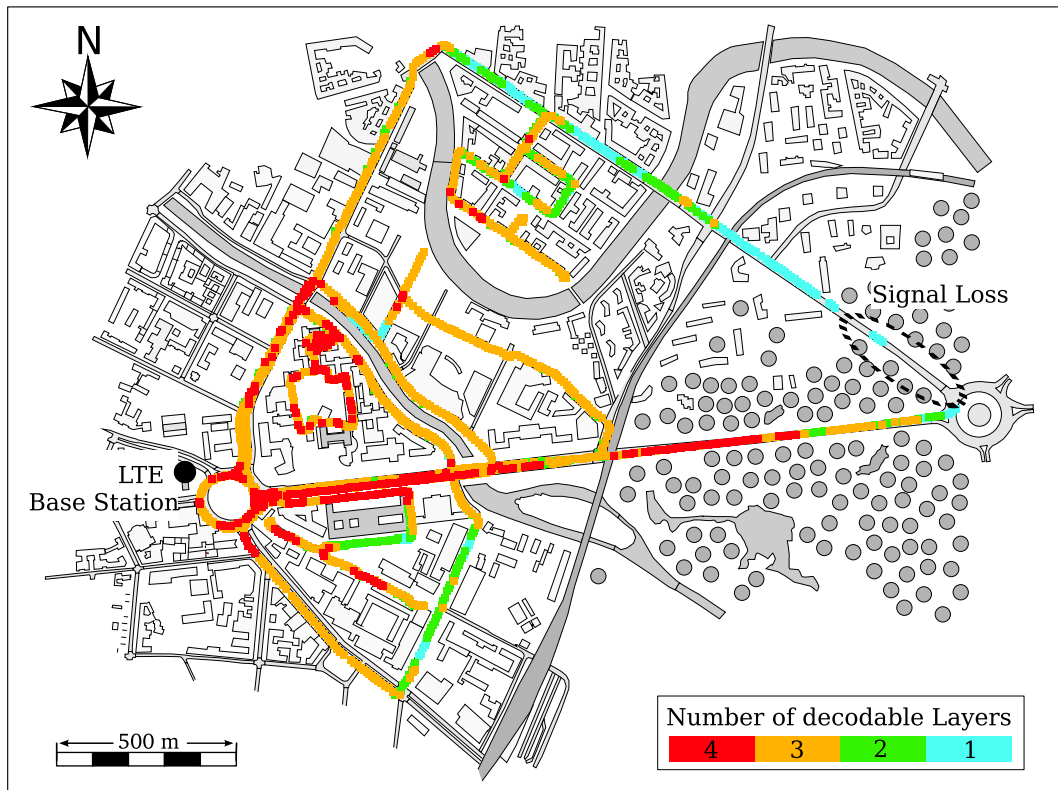 N
Signal Loss
LTE
Base Station
500 m
Number of decodable Layers
4 3 2 1